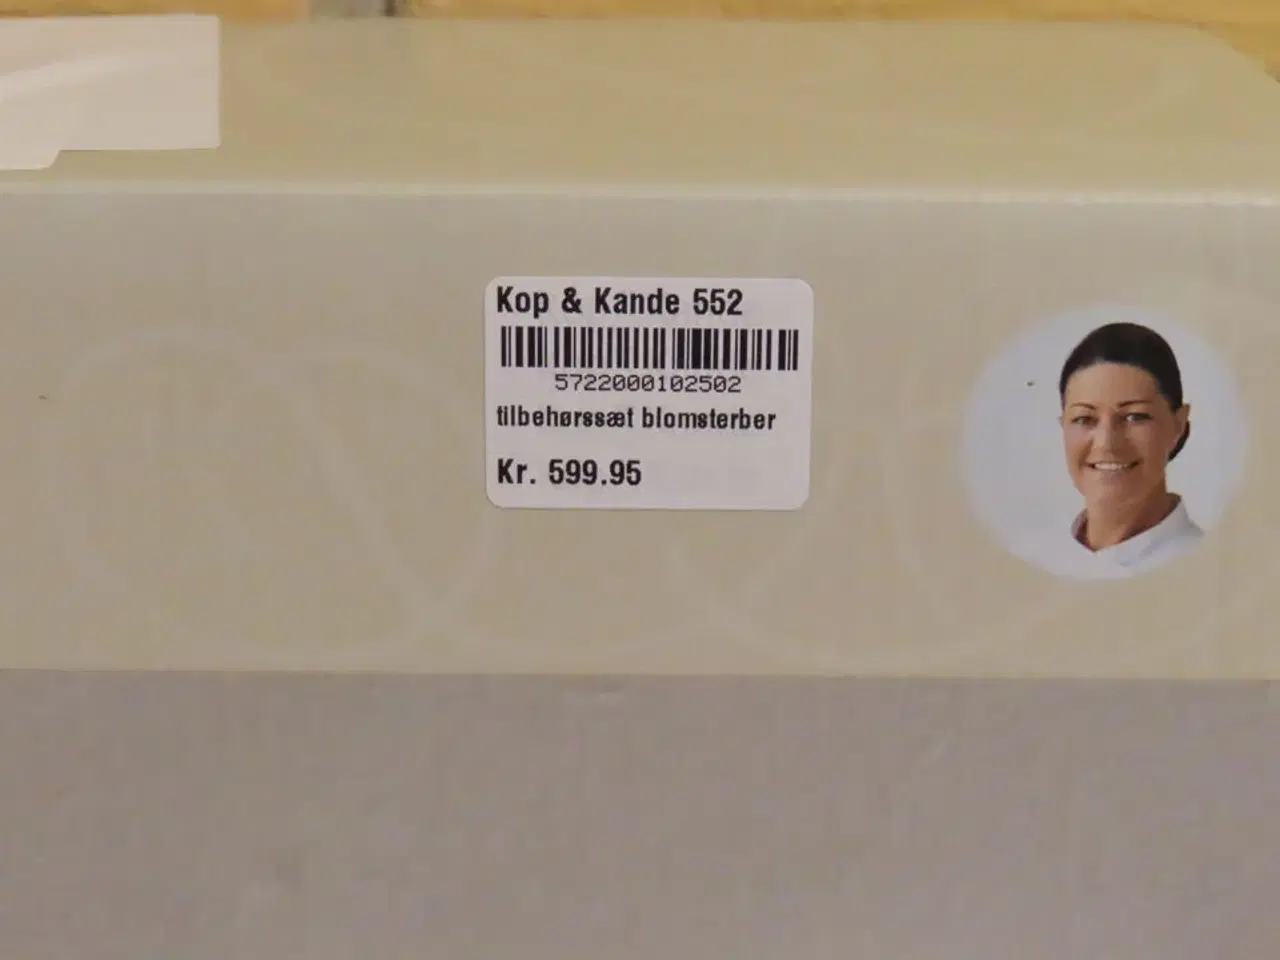 Kop & Kande 552
5722000102502
tilbehørssæt blomsterber
Kr. 599.95